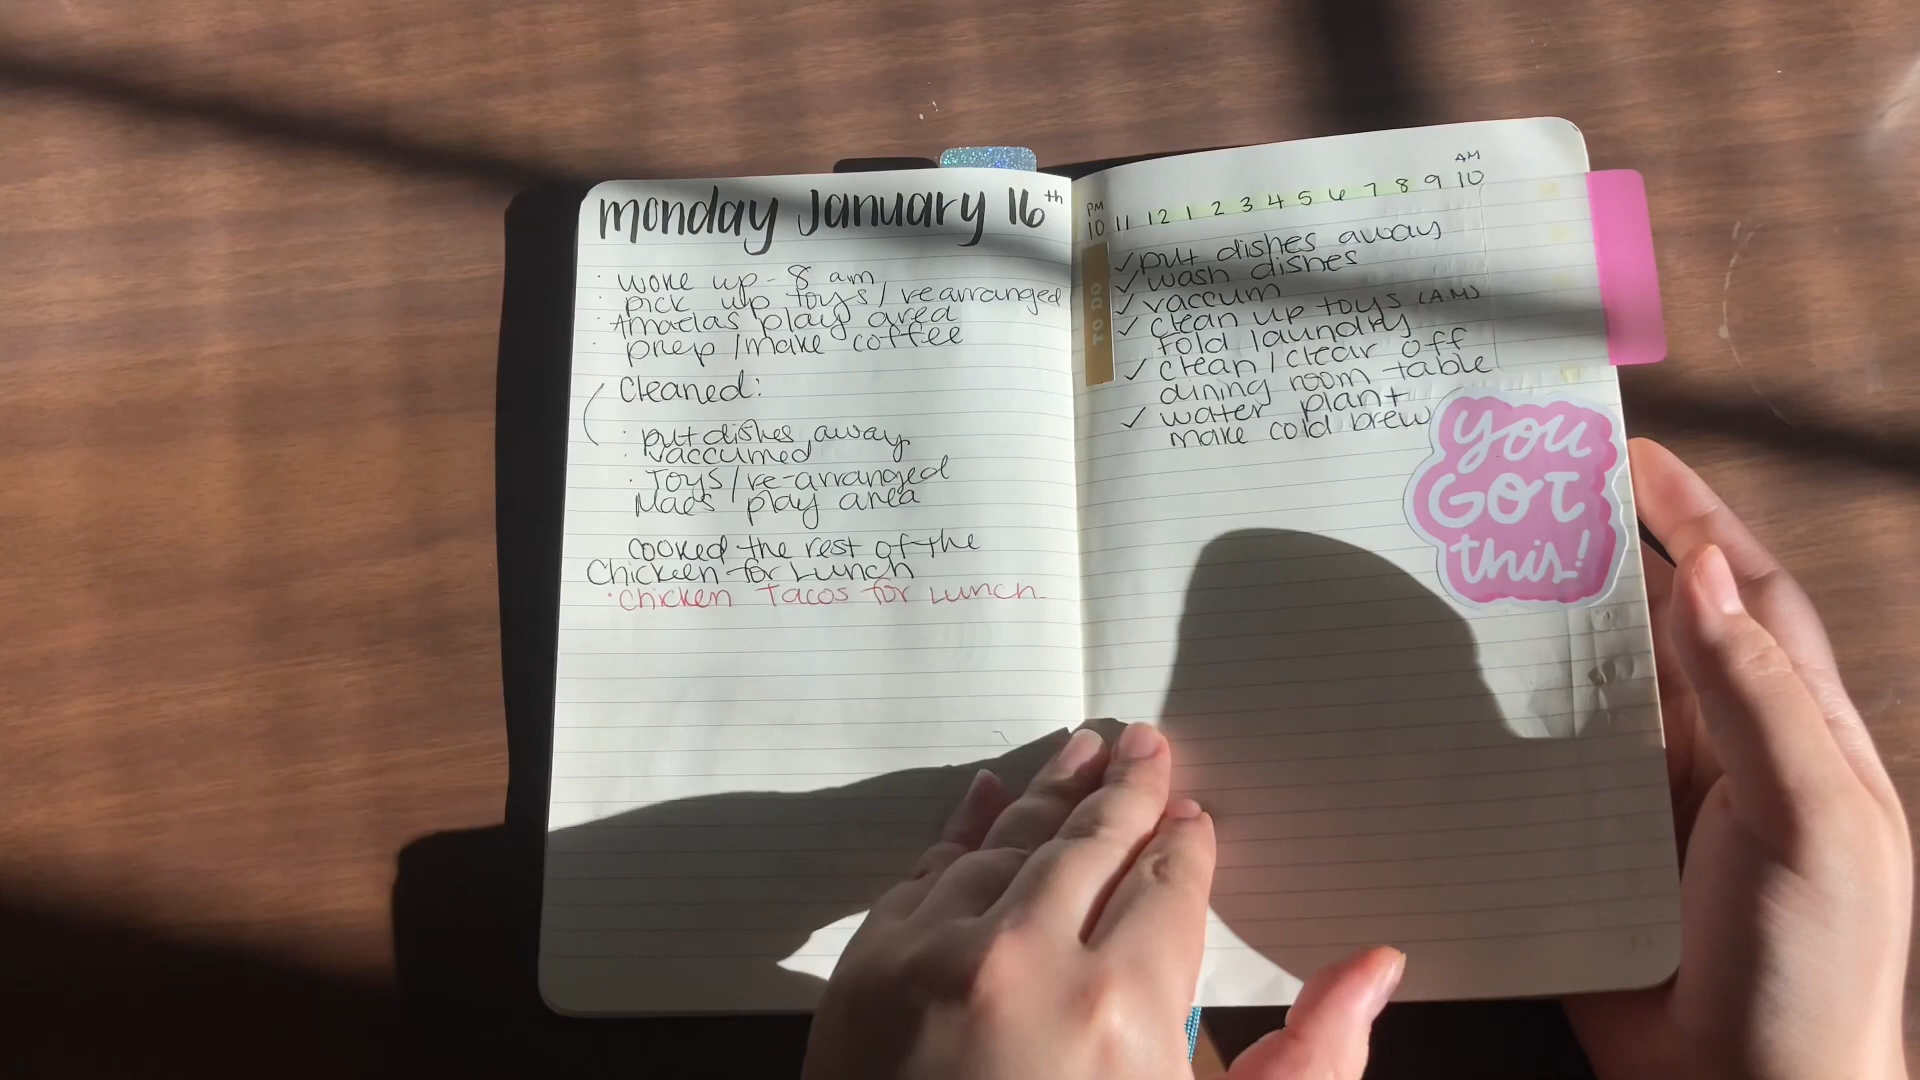 monday January 16th
· woke up - 8 am
· pick up toys / rearranged
· Amadas play area
· prep / make coffee
Cleaned:
· put dishes away
· vaccumed
· Toys / re-arranged
Maes play area
cooked the rest of the
Chicken for Lunch
· Chicken Tacos for Lunch
AM
PM
10 11 12 1 2 3 4 5 6 7 8 9 10
TO DO
✓ put dishes away
✓ wash dishes
✓ vaccum
✓ clean up toys (AM)
fold laundry
✓ clean / clear off
dining room table
✓ water plant
make cold brew
you
GOT
this!